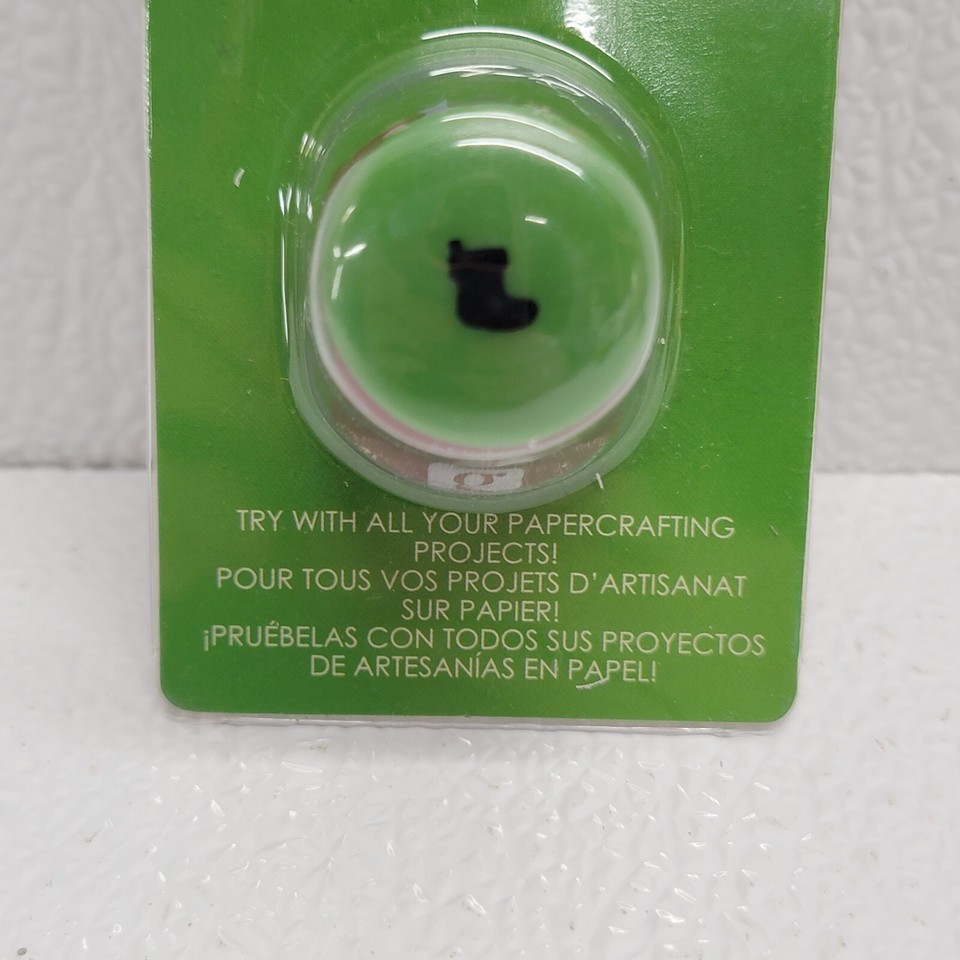 TRY WITH ALL YOUR PAPERCRAFTING
PROJECTS!
POUR TOUS VOS PROJETS D'ARTISANAT
SUR PAPIER!
¡PRUÉBELAS CON TODOS SUS PROYECTOS
DE ARTESANÍAS EN PAPEL!